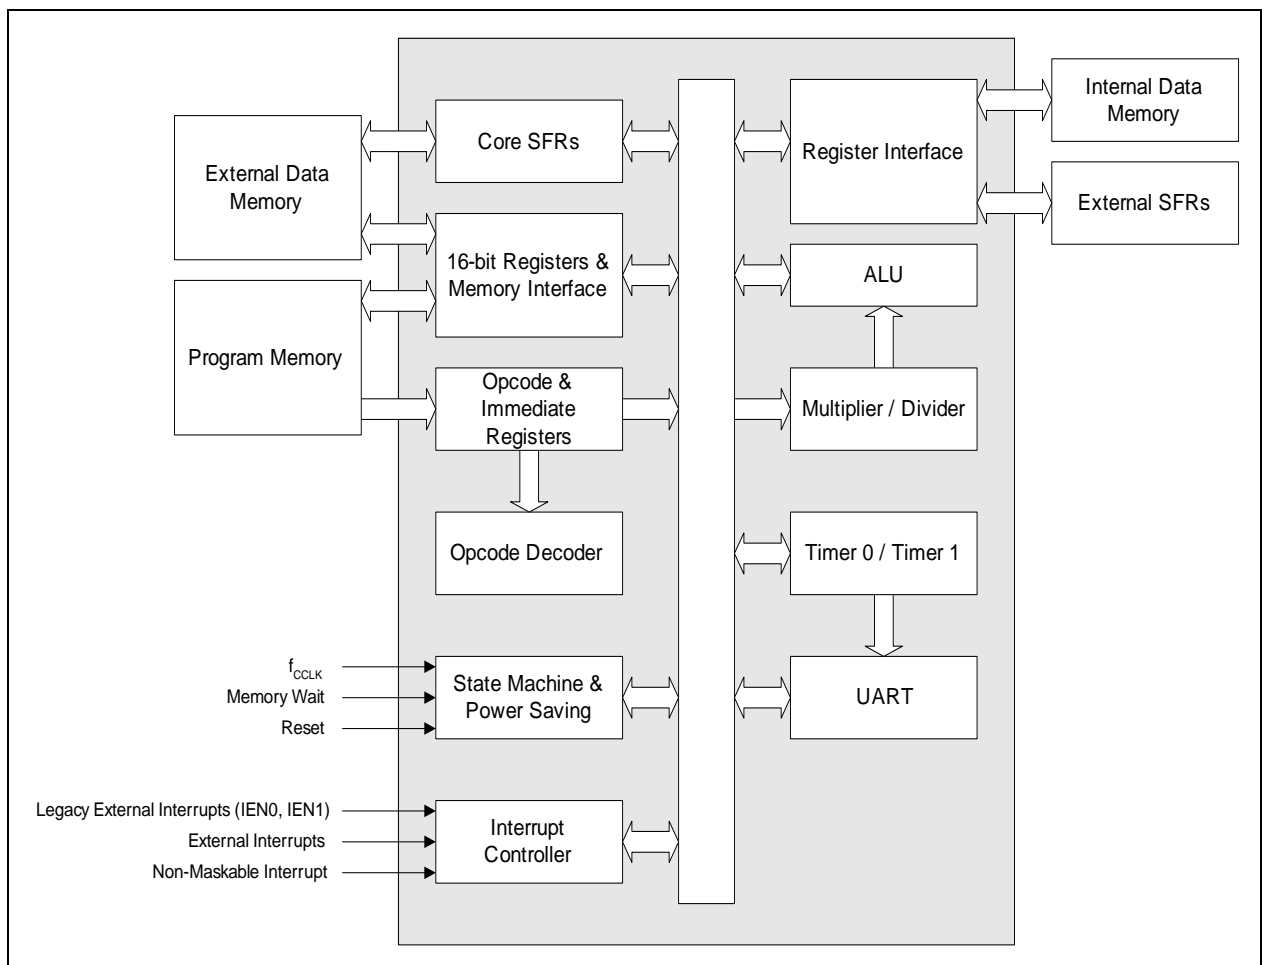 External Data
Memory
Program Memory
Core SFRs
16-bit Registers &
Memory Interface
Opcode &
Immediate
Registers
Opcode Decoder
State Machine &
Power Saving
Interrupt
Controller
Register Interface
ALU
Multiplier / Divider
Timer 0 / Timer 1
UART
Internal Data
Memory
External SFRs
fCCLK
Memory Wait
Reset
Legacy External Interrupts (IEN0, IEN1)
External Interrupts
Non-Maskable Interrupt